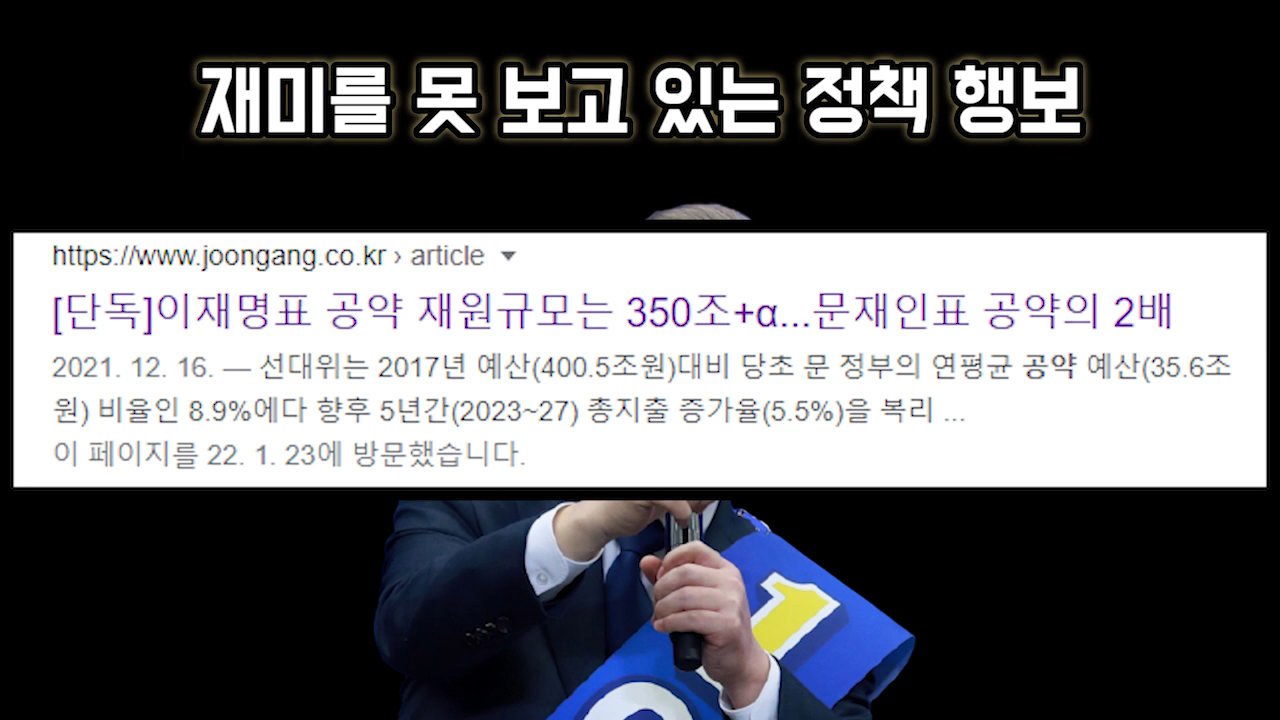 재미를 못 보고 있는 정책 행보
https://www.joongang.co.kr › article
[단독]이재명표 공약 재원규모는 350조+α...문재인표 공약의 2배
2021. 12. 16. — 선대위는 2017년 예산(400.5조원)대비 당초 문 정부의 연평균 공약 예산(35.6조
원) 비율인 8.9%에다 향후 5년간(2023~27) 총지출 증가율(5.5%)을 복리 ...
이 페이지를 22. 1. 23에 방문했습니다.
1